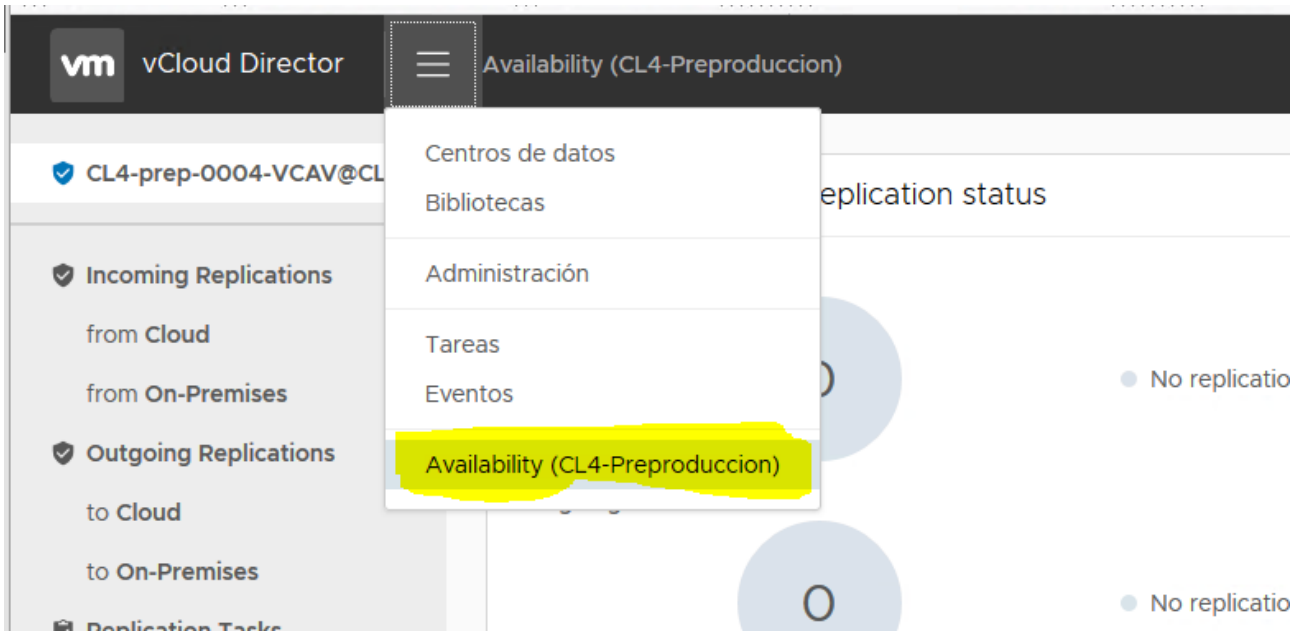 vm vCloud Director Availability (CL4-Preproduccion)
CL4-prep-0004-VCAV@CL
Incoming Replications
from Cloud
from On-Premises
Outgoing Replications
to Cloud
to On-Premises
Replication Tasks
Centros de datos
Bibliotecas
Administración
Tareas
Eventos
Availability (CL4-Preproduccion)
eplication status
0
No replicatio
0
No replicatio